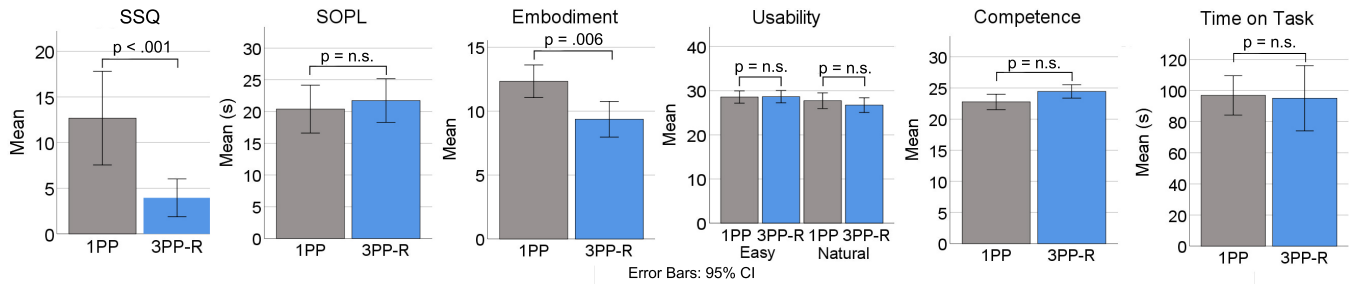 SSQ
p < .001
Mean
20
15
10
5
0
1PP 3PP-R
SOPL
p = n.s.
Mean (s)
30
25
20
15
10
5
0
1PP 3PP-R
Embodiment
p = .006
Mean
15
10
5
0
1PP 3PP-R
Usability
p = n.s. p = n.s.
Mean
40
30
20
10
0
1PP 3PP-R 1PP 3PP-R
Easy Natural
Competence
p = n.s.
Mean
30
25
20
15
10
5
0
1PP 3PP-R
Time on Task
p = n.s.
Mean (s)
120
100
80
60
40
20
0
1PP 3PP-R
Error Bars: 95% CI